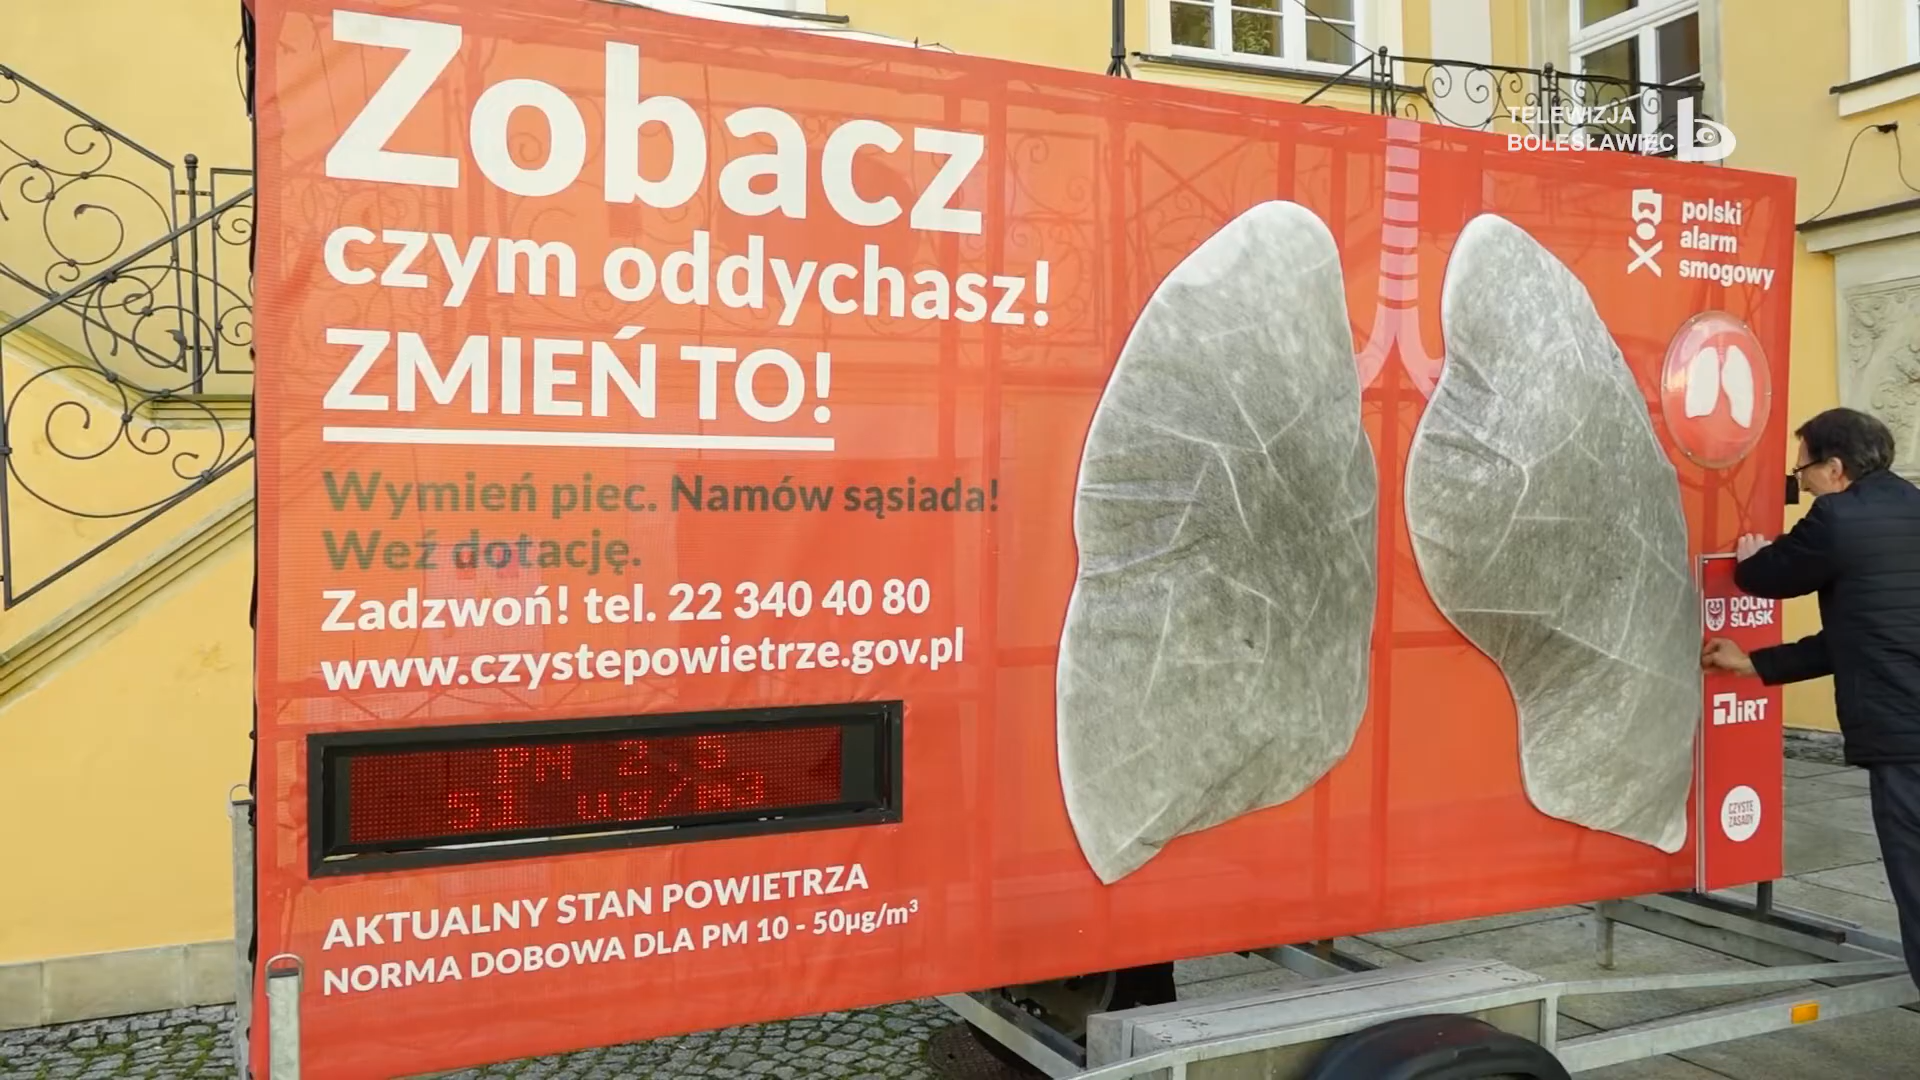 Zobacz
czym oddychasz!
ZMIEŃ TO!
Wymień piec. Namów sąsiada!
Weź dotację.
Zadzwoń! tel. 22 340 40 80
www.czystepowietrze.gov.pl
PM 2.5
51 ug/m3
AKTUALNY STAN POWIETRZA
NORMA DOBOWA DLA PM 10 - 50µg/m³
TELEWIZJA
BOLESŁAWIEC
polski
alarm
smogowy
DOLNY
ŚLĄSK
iRT
CZYSTE
ZASADY